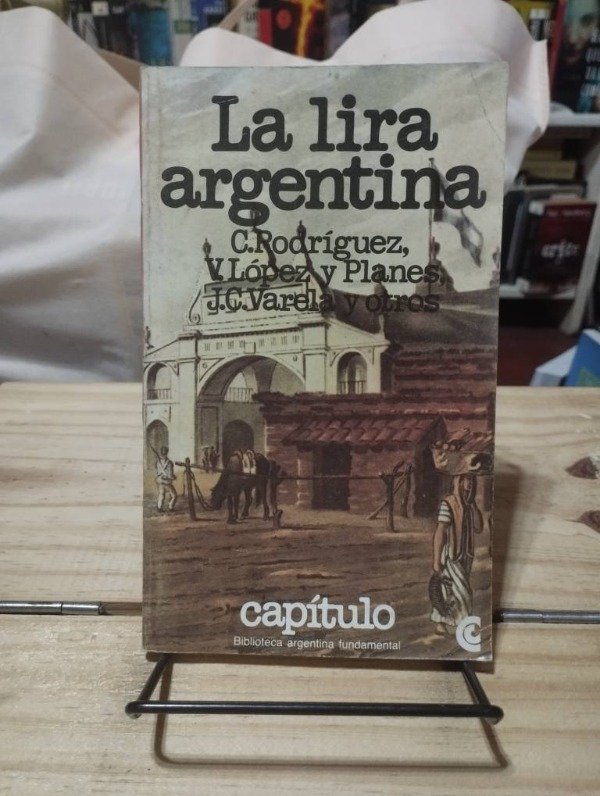 La lira
argentina
C.Rodríguez,
V.López y Planes,
J.C.Varela y otros
capítulo
Biblioteca argentina fundamental